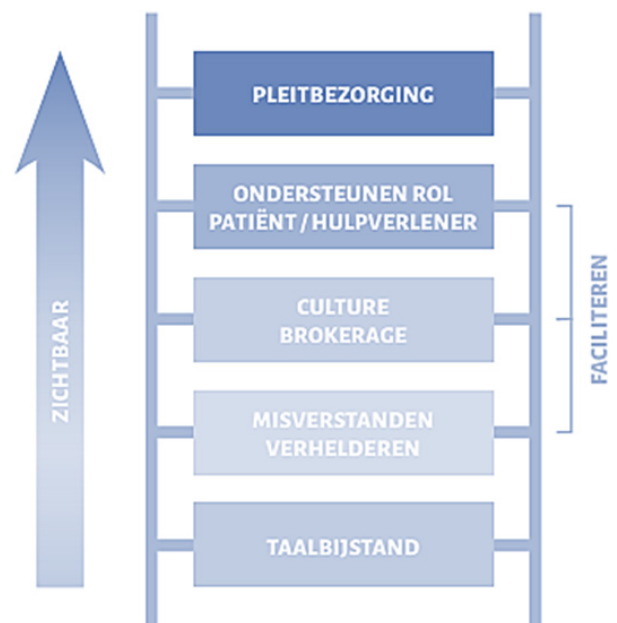 PLEITBEZORGING
ONDERSTEUNEN ROL
PATIËNT / HULPVERLENER
CULTURE
BROKERAGE
MISVERSTANDEN
VERHELDEREN
TAALBIJSTAND
ZICHTBAAR
FACILITEREN